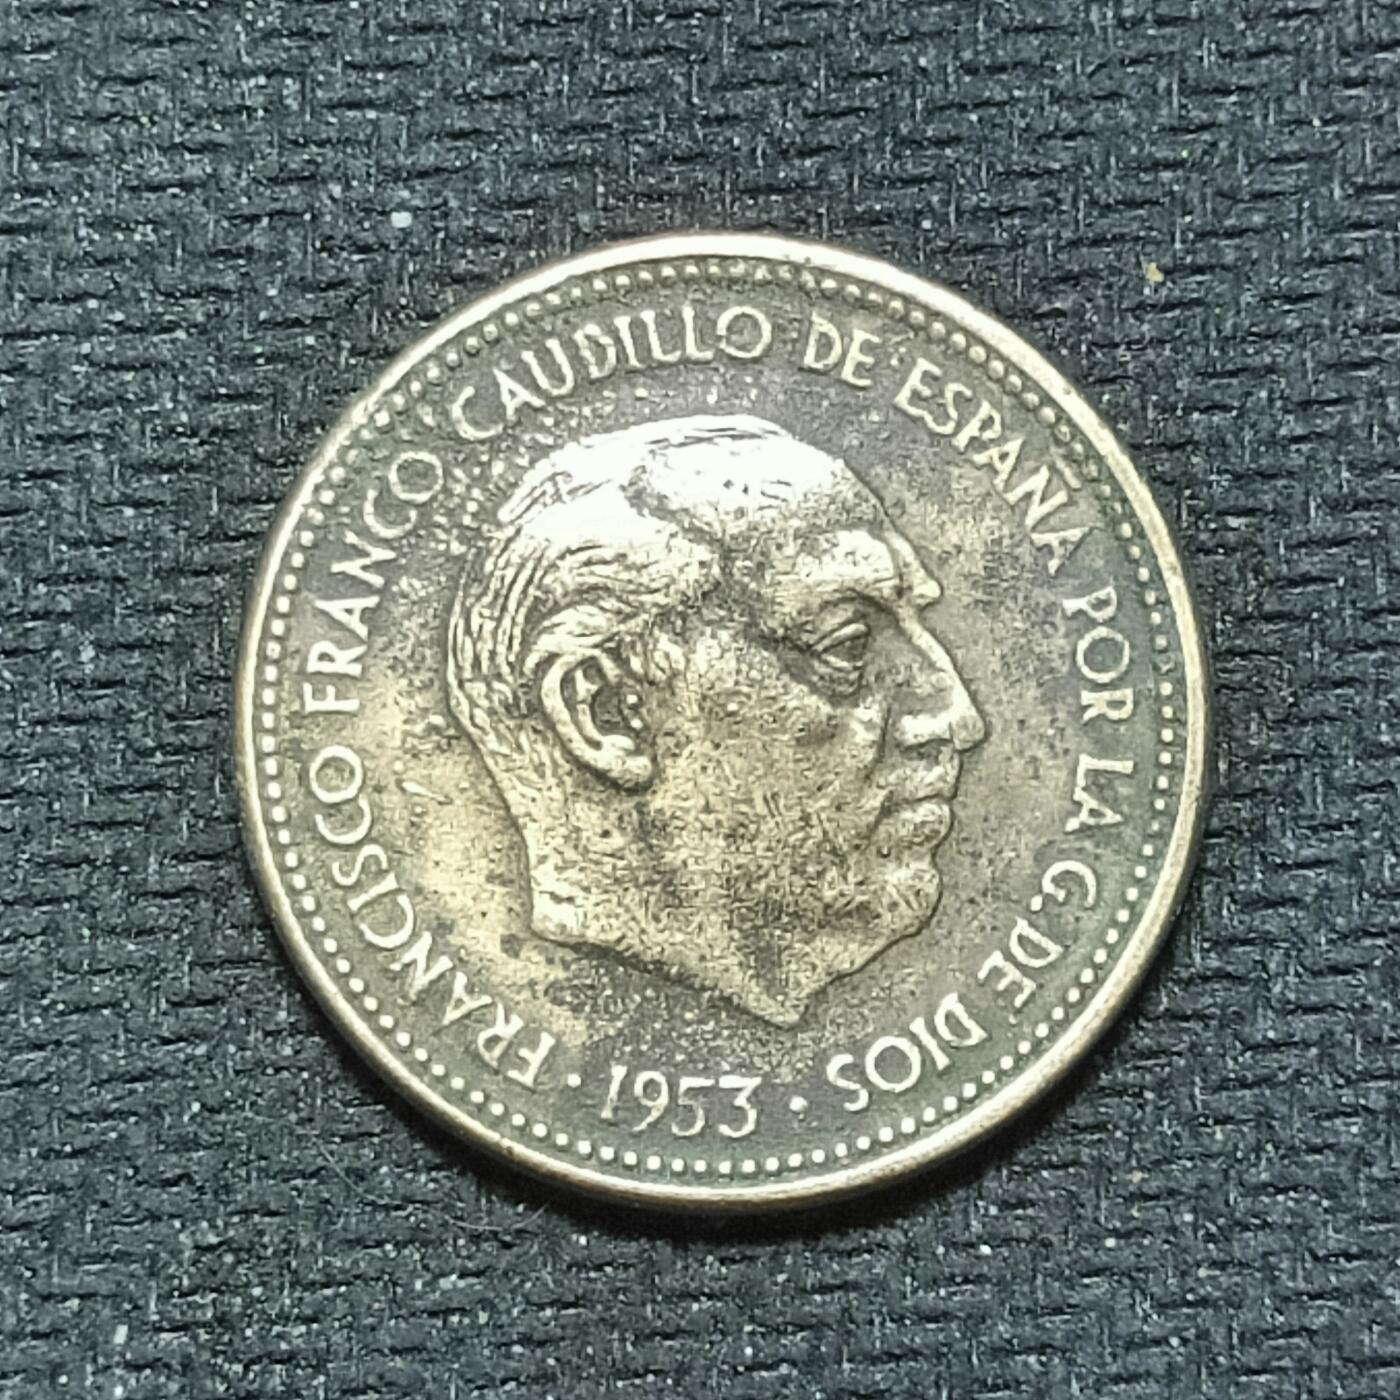 FRANCISCO FRANCO CAUDILLO DE ESPAÑA POR LA G. DE DIOS
· 1953 ·